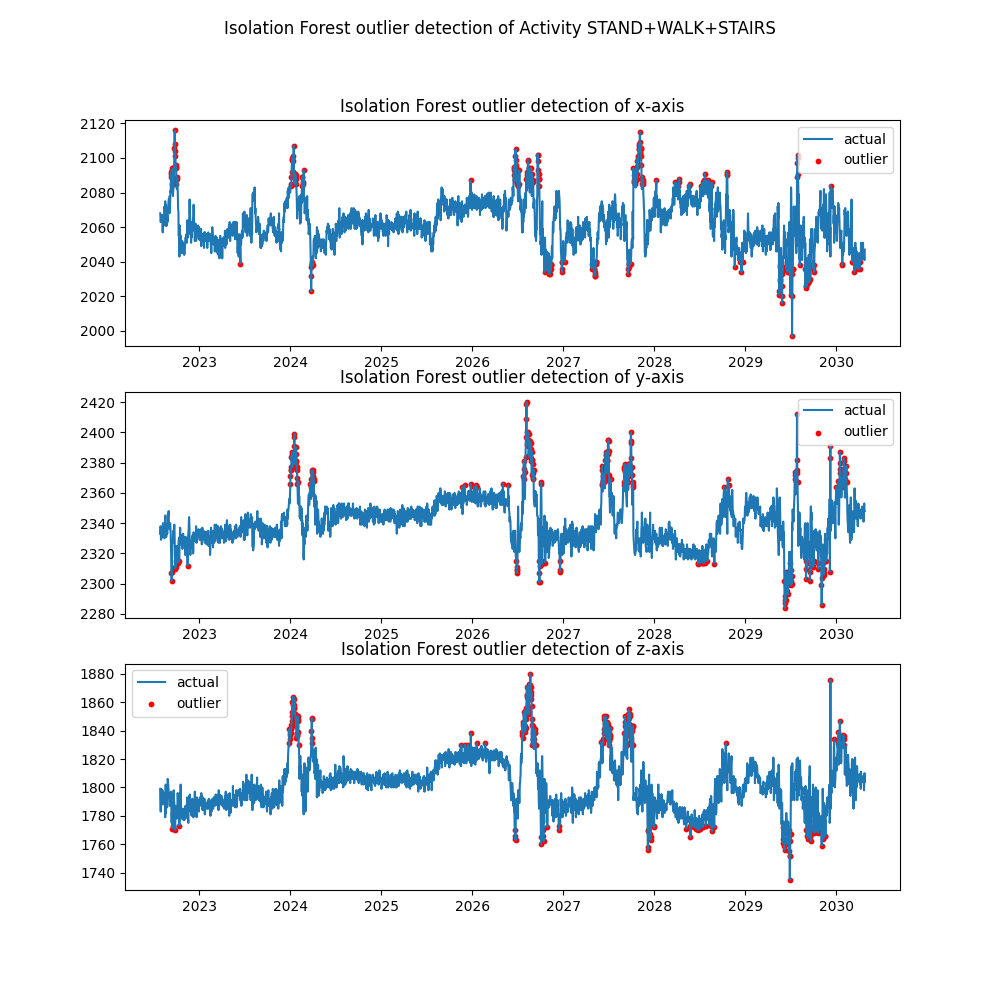 Isolation Forest outlier detection of Activity STAND+WALK+STAIRS
Isolation Forest outlier detection of x-axis
2120
2100
2080
2060
2040
2020
2000
actual
outlier
2023 2024 2025 2026 2027 2028 2029 2030
Isolation Forest outlier detection of y-axis
2420
2400
2380
2360
2340
2320
2300
2280
actual
outlier
2023 2024 2025 2026 2027 2028 2029 2030
Isolation Forest outlier detection of z-axis
1880
1860
1840
1820
1800
1780
1760
1740
actual
outlier
2023 2024 2025 2026 2027 2028 2029 2030